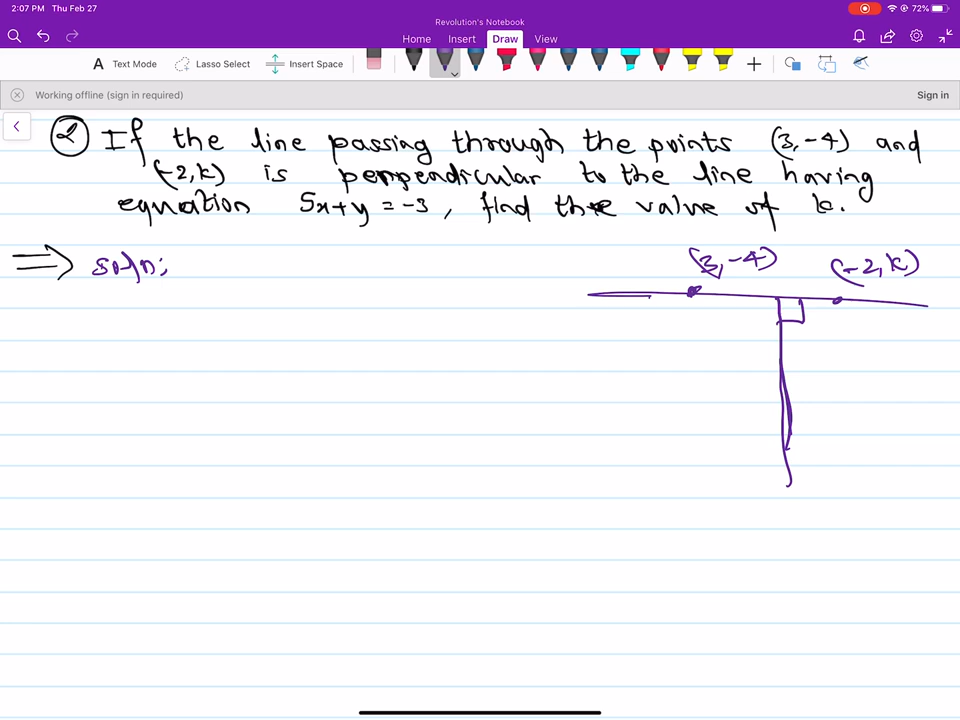 2:07 PM Thu Feb 27
72%
Revolution's Notebook
Home Insert Draw View
A Text Mode Lasso Select Insert Space
Working offline (sign in required) Sign in
② If the line passing through the points (3,-4) and
(-2,k) is perpendicular to the line having
equation 5x+y=-3, find the value of k.
⇒ soln;
(3,-4) (-2,k)